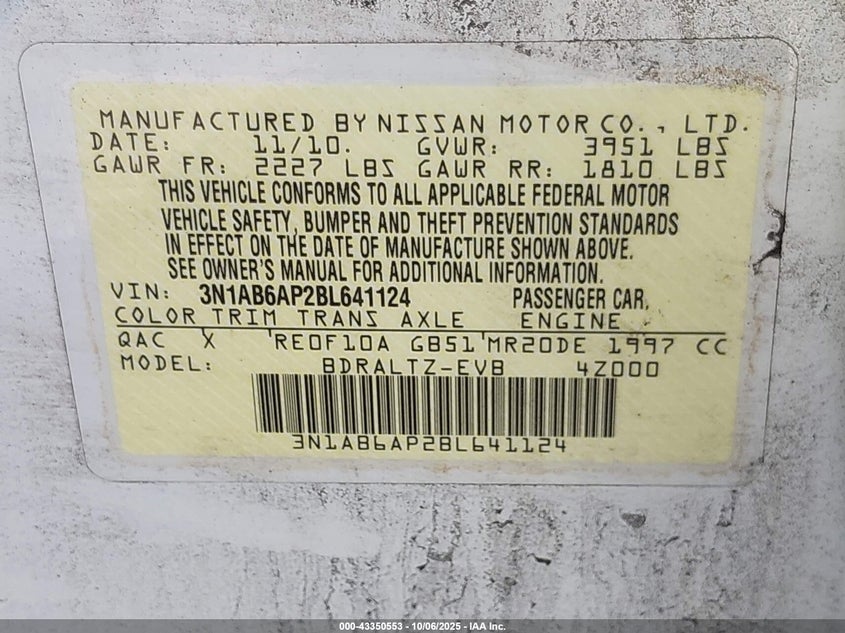 MANUFACTURED BY NISSAN MOTOR CO., LTD.
DATE: 11/10. GVWR: 3951 LBS
GAWR FR: 2227 LBS GAWR RR: 1810 LBS
THIS VEHICLE CONFORMS TO ALL APPLICABLE FEDERAL MOTOR
VEHICLE SAFETY, BUMPER AND THEFT PREVENTION STANDARDS
IN EFFECT ON THE DATE OF MANUFACTURE SHOWN ABOVE.
SEE OWNER'S MANUAL FOR ADDITIONAL INFORMATION.
VIN: 3N1AB6AP2BL641124 PASSENGER CAR.
COLOR TRIM TRANS AXLE ENGINE
QAC X RE0F10A GB51 MR20DE 1997 CC
MODEL: BDRALTZ-EVB 4Z000
3N1AB6AP2BL641124
000-43350553 - 10/06/2025 - IAA Inc.